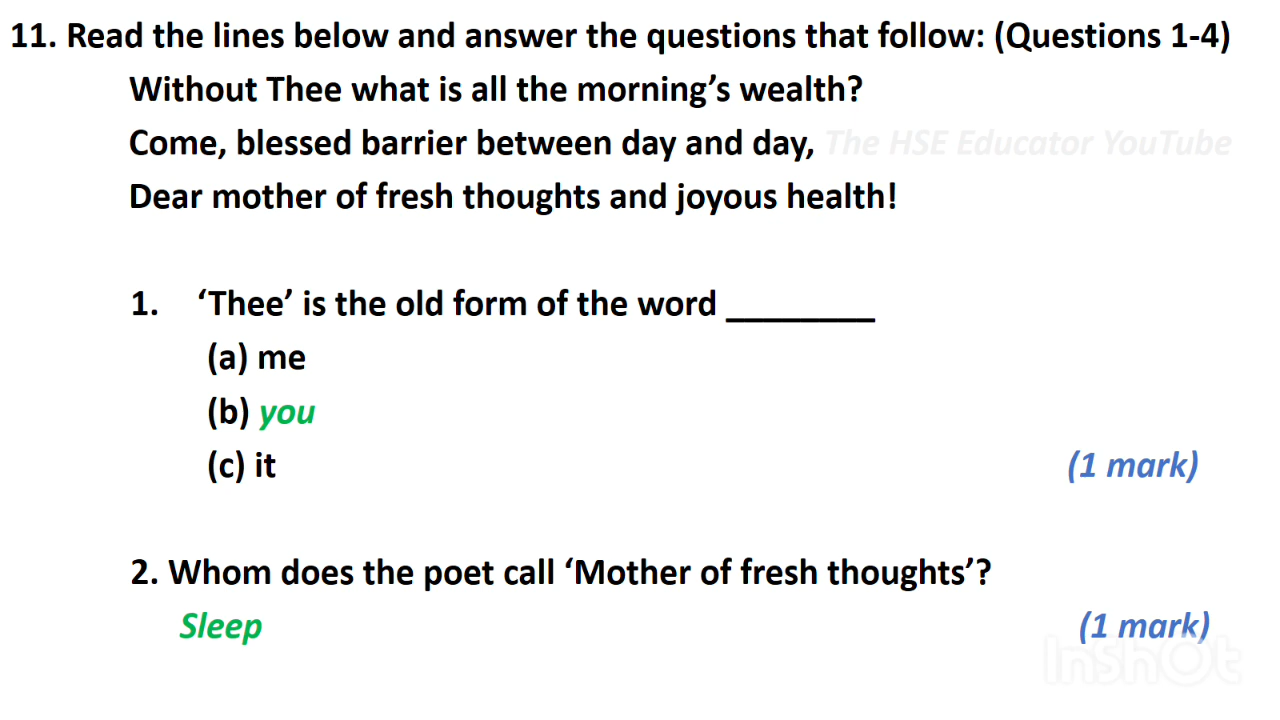 11. Read the lines below and answer the questions that follow: (Questions 1-4)
Without Thee what is all the morning’s wealth?
Come, blessed barrier between day and day, The HSE Educator YouTube
Dear mother of fresh thoughts and joyous health!
1. ‘Thee’ is the old form of the word ________
(a) me
(b) you
(c) it (1 mark)
2. Whom does the poet call ‘Mother of fresh thoughts’?
Sleep (1 mark)
InShOt